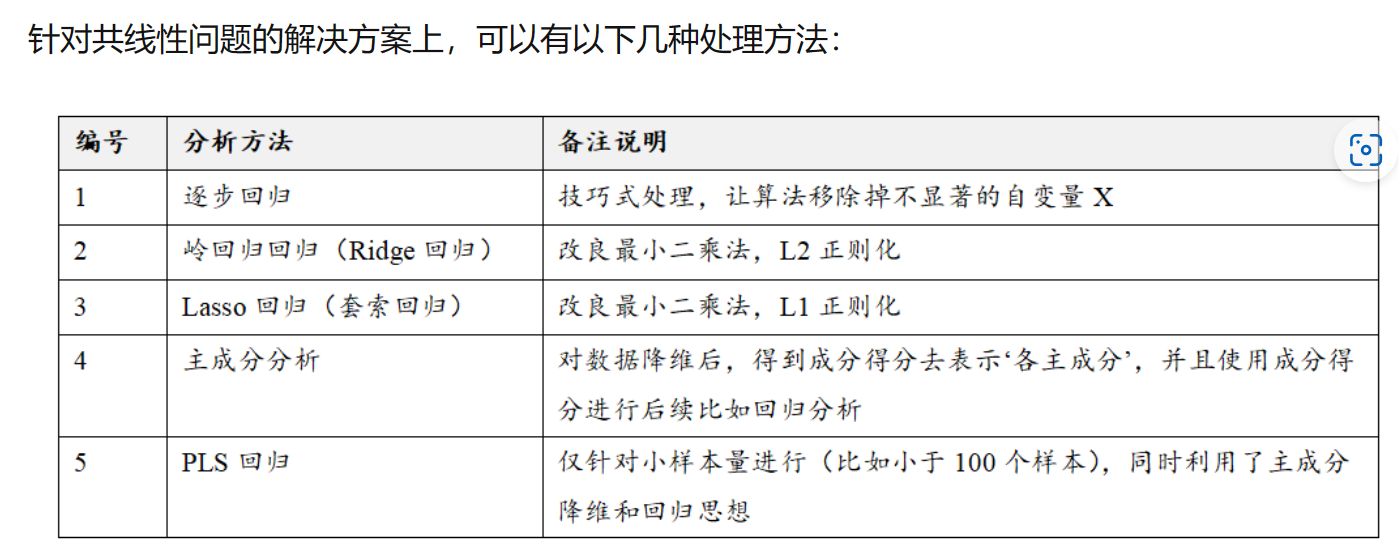 针对共线性问题的解决方案上，可以有以下几种处理方法：
编号 分析方法 备注说明
1 逐步回归 技巧式处理，让算法移除掉不显著的自变量 X
2 岭回归回归（Ridge 回归） 改良最小二乘法，L2 正则化
3 Lasso 回归（套索回归） 改良最小二乘法，L1 正则化
4 主成分分析 对数据降维后，得到成分得分去表示‘各主成分’，并且使用成分得
分进行后续比如回归分析
5 PLS 回归 仅针对小样本量进行（比如小于 100 个样本），同时利用了主成分
降维和回归思想